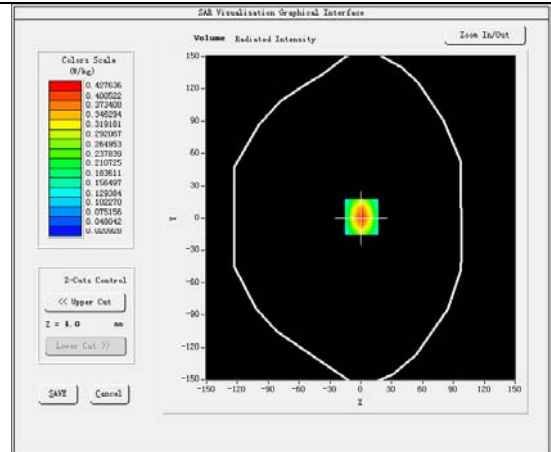 SAR Visualisation Graphical Interface
Volume Radiated Intensity
Zoom In/Out
Colors Scale
(W/kg)
0.427636
0.400522
0.373408
0.346294
0.319181
0.292067
0.264953
0.237839
0.210725
0.183611
0.156497
0.129384
0.102270
0.075156
0.048042
0.020928
150
120
90
60
30
0
-30
-60
-90
-120
-150
Y
-150 -120 -90 -60 -30 0 30 60 90 120 150
X
Z-Cuts Control
<< Upper Cut
Z = 4.0 mm
Lower Cut >>
SAVE Cancel